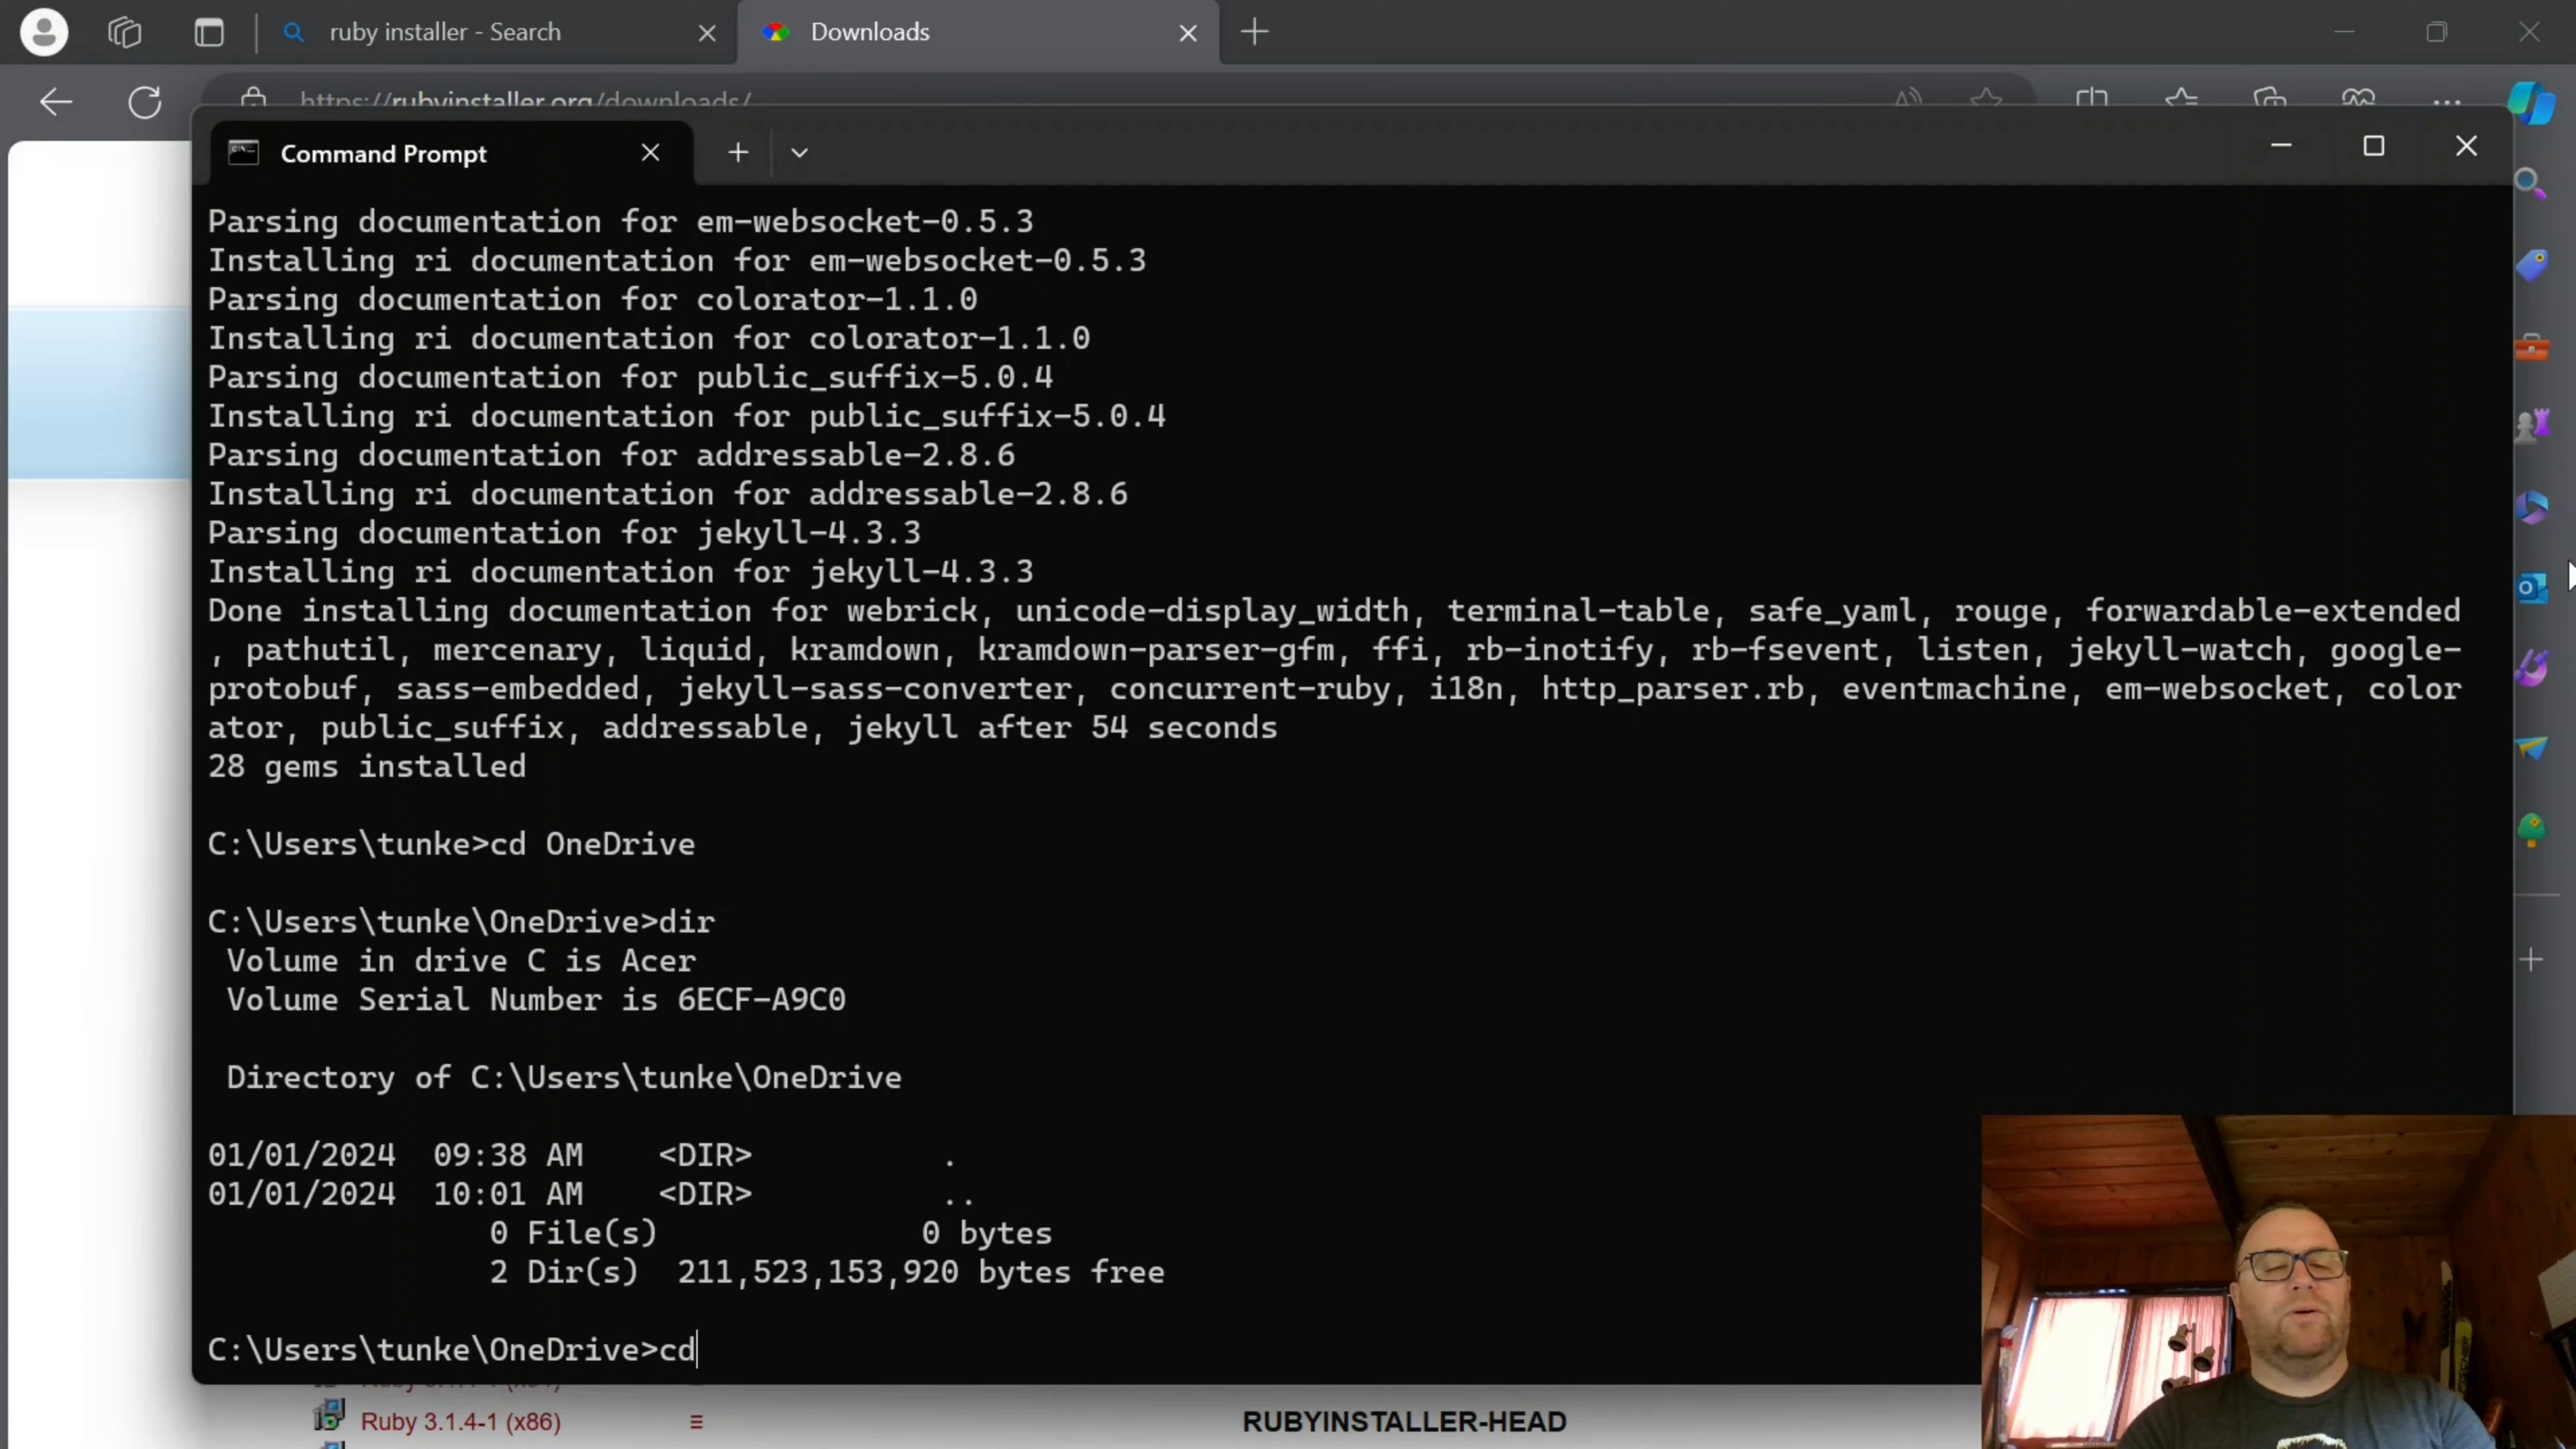 ruby installer - Search
Downloads
https://rubyinstaller.org/downloads/
Command Prompt
Parsing documentation for em-websocket-0.5.3
Installing ri documentation for em-websocket-0.5.3
Parsing documentation for colorator-1.1.0
Installing ri documentation for colorator-1.1.0
Parsing documentation for public_suffix-5.0.4
Installing ri documentation for public_suffix-5.0.4
Parsing documentation for addressable-2.8.6
Installing ri documentation for addressable-2.8.6
Parsing documentation for jekyll-4.3.3
Installing ri documentation for jekyll-4.3.3
Done installing documentation for webrick, unicode-display_width, terminal-table, safe_yaml, rouge, forwardable-extended
, pathutil, mercenary, liquid, kramdown, kramdown-parser-gfm, ffi, rb-inotify, rb-fsevent, listen, jekyll-watch, google-
protobuf, sass-embedded, jekyll-sass-converter, concurrent-ruby, i18n, http_parser.rb, eventmachine, em-websocket, color
ator, public_suffix, addressable, jekyll after 54 seconds
28 gems installed
C:\Users\tunke>cd OneDrive
C:\Users\tunke\OneDrive>dir
Volume in drive C is Acer
Volume Serial Number is 6ECF-A9C0
Directory of C:\Users\tunke\OneDrive
01/01/2024 09:38 AM <DIR> .
01/01/2024 10:01 AM <DIR> ..
0 File(s) 0 bytes
2 Dir(s) 211,523,153,920 bytes free
C:\Users\tunke\OneDrive>cd
Ruby 3.1.4-1 (x86)
RUBYINSTALLER-HEAD